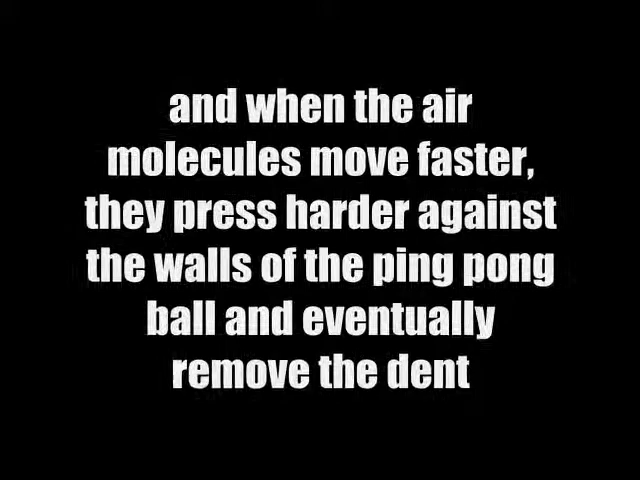 and when the air
molecules move faster,
they press harder against
the walls of the ping pong
ball and eventually
remove the dent